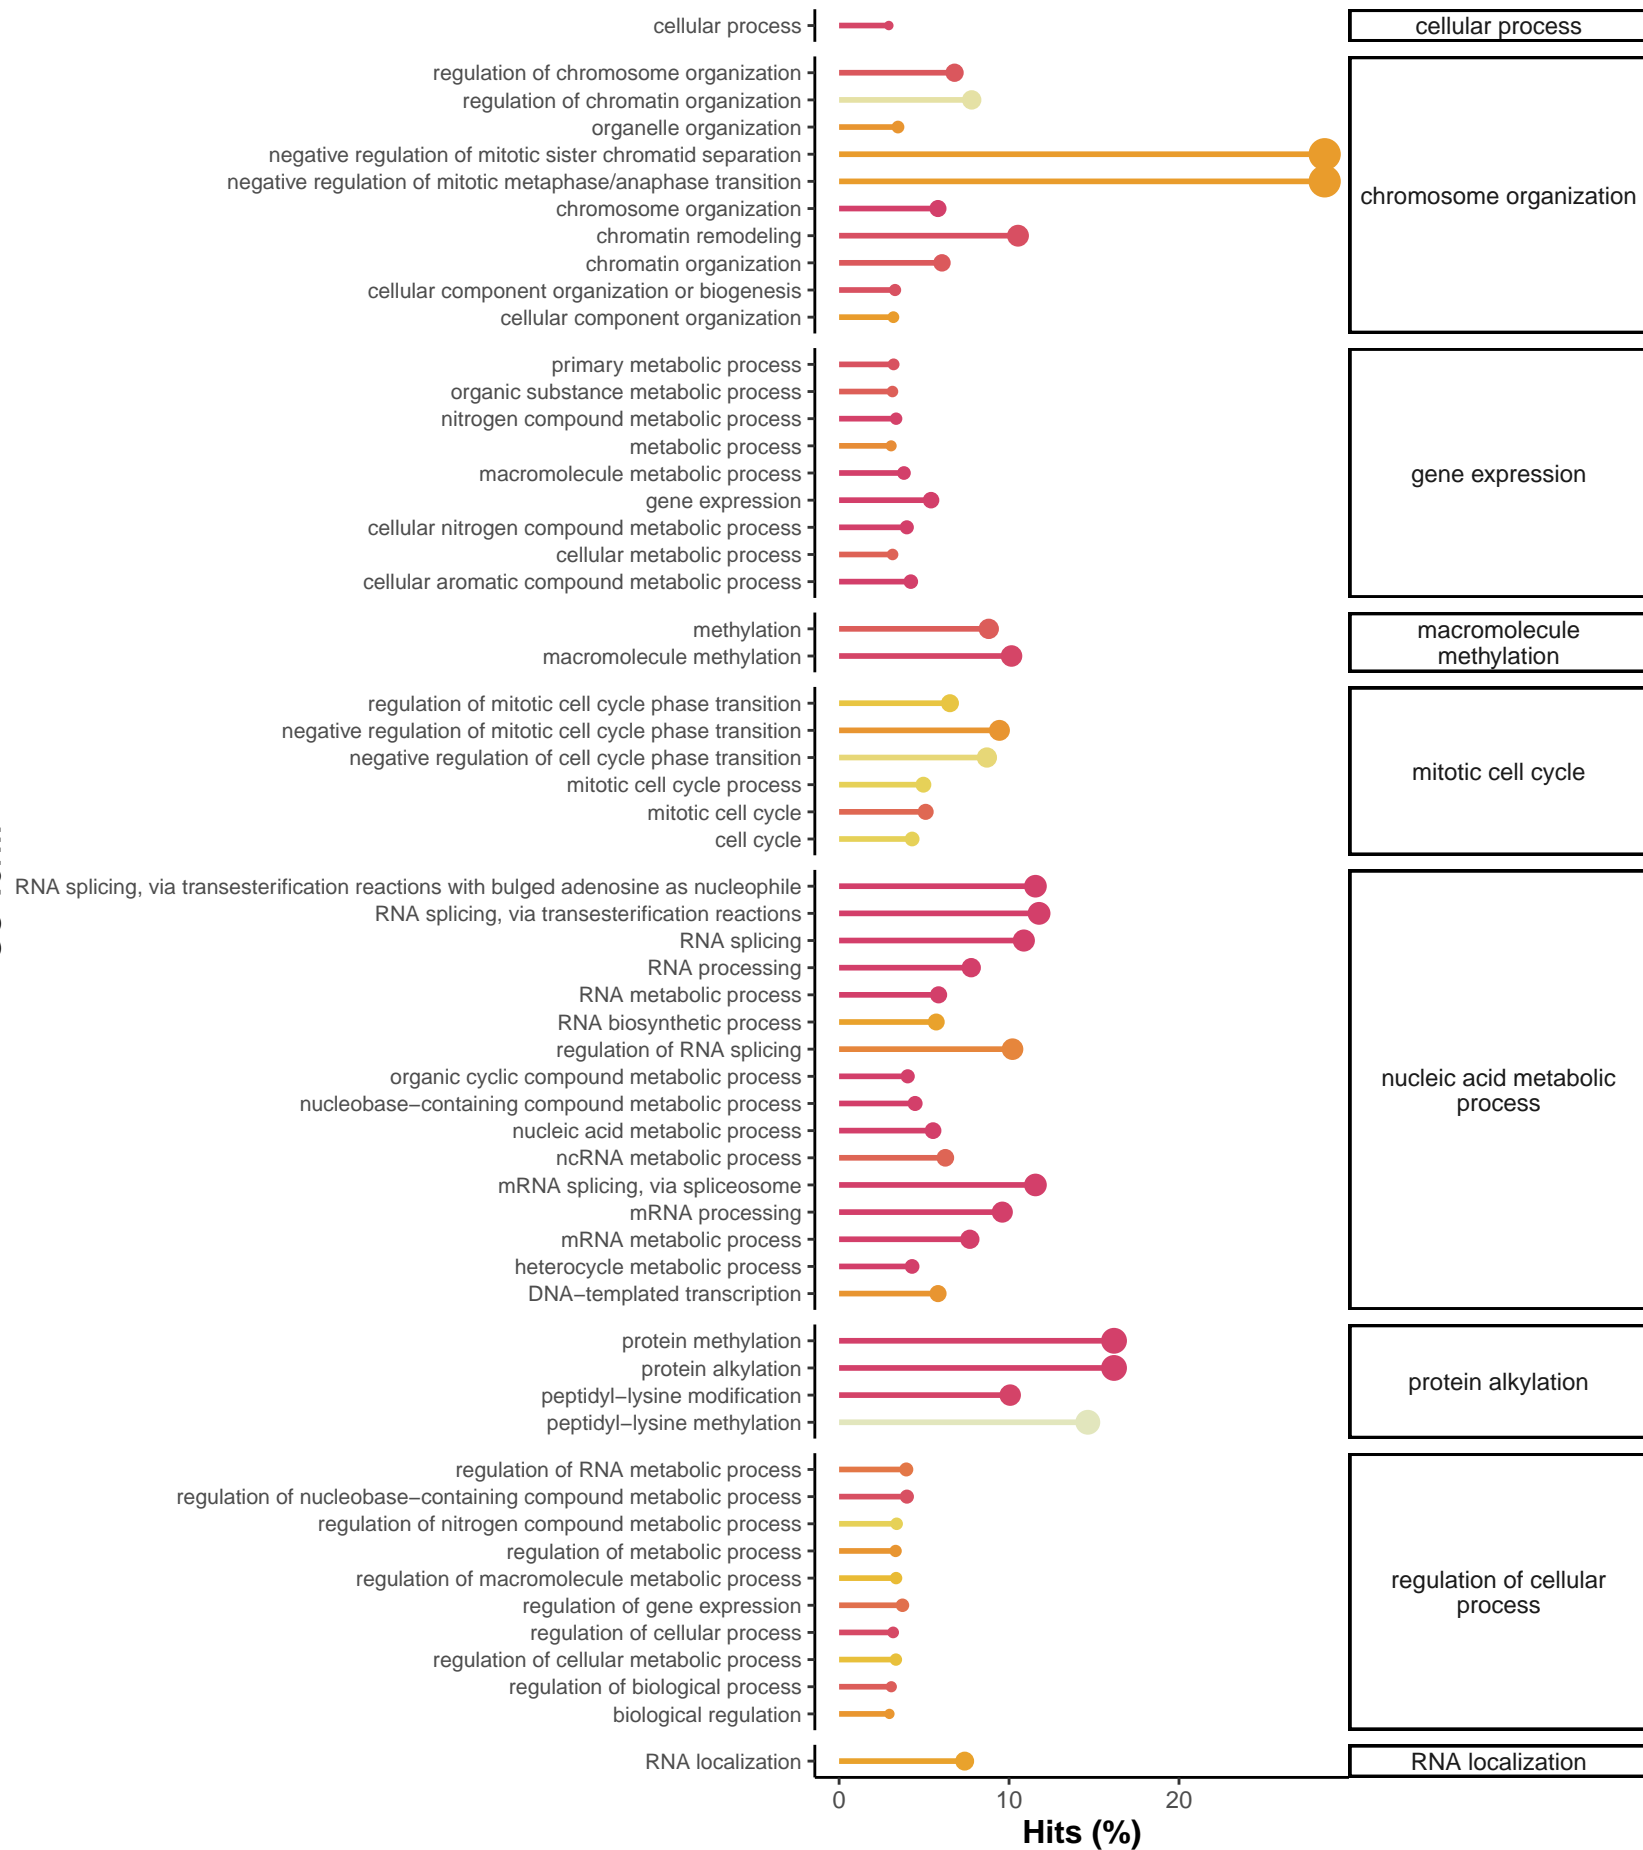 cellular process
cellular process
regulation of chromosome organization
regulation of chromatin organization
organelle organization
negative regulation of mitotic sister chromatid separation
negative regulation of mitotic metaphase/anaphase transition
chromosome organization
chromatin remodeling
chromatin organization
cellular component organization or biogenesis
cellular component organization
chromosome organization
primary metabolic process
organic substance metabolic process
nitrogen compound metabolic process
metabolic process
macromolecule metabolic process
gene expression
cellular nitrogen compound metabolic process
cellular metabolic process
cellular aromatic compound metabolic process
gene expression
methylation
macromolecule methylation
macromolecule
methylation
regulation of mitotic cell cycle phase transition
negative regulation of mitotic cell cycle phase transition
negative regulation of cell cycle phase transition
mitotic cell cycle process
mitotic cell cycle
cell cycle
mitotic cell cycle
RNA splicing, via transesterification reactions with bulged adenosine as nucleophile
RNA splicing, via transesterification reactions
RNA splicing
RNA processing
RNA metabolic process
RNA biosynthetic process
regulation of RNA splicing
organic cyclic compound metabolic process
nucleobase−containing compound metabolic process
nucleic acid metabolic process
ncRNA metabolic process
mRNA splicing, via spliceosome
mRNA processing
mRNA metabolic process
heterocycle metabolic process
DNA−templated transcription
nucleic acid metabolic
process
protein methylation
protein alkylation
peptidyl−lysine modification
peptidyl−lysine methylation
protein alkylation
regulation of RNA metabolic process
regulation of nucleobase−containing compound metabolic process
regulation of nitrogen compound metabolic process
regulation of metabolic process
regulation of macromolecule metabolic process
regulation of gene expression
regulation of cellular process
regulation of cellular metabolic process
regulation of biological process
biological regulation
regulation of cellular
process
RNA localization
RNA localization
0 10 20
Hits (%)